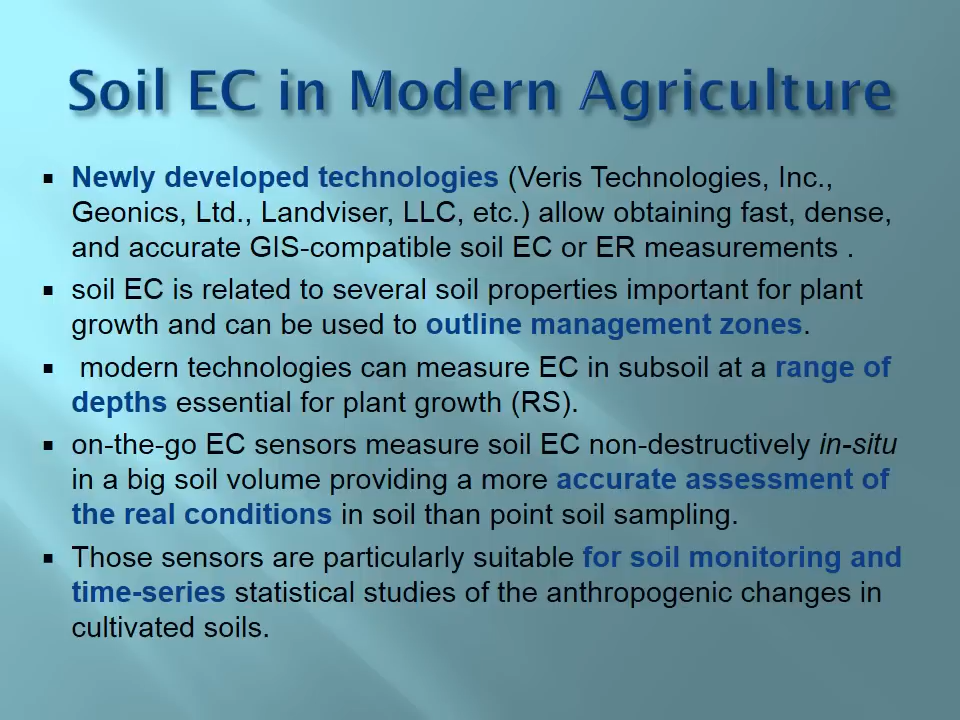 Soil EC in Modern Agriculture
▪ Newly developed technologies (Veris Technologies, Inc.,
Geonics, Ltd., Landviser, LLC, etc.) allow obtaining fast, dense,
and accurate GIS-compatible soil EC or ER measurements .
▪ soil EC is related to several soil properties important for plant
growth and can be used to outline management zones.
▪ modern technologies can measure EC in subsoil at a range of
depths essential for plant growth (RS).
▪ on-the-go EC sensors measure soil EC non-destructively in-situ
in a big soil volume providing a more accurate assessment of
the real conditions in soil than point soil sampling.
▪ Those sensors are particularly suitable for soil monitoring and
time-series statistical studies of the anthropogenic changes in
cultivated soils.